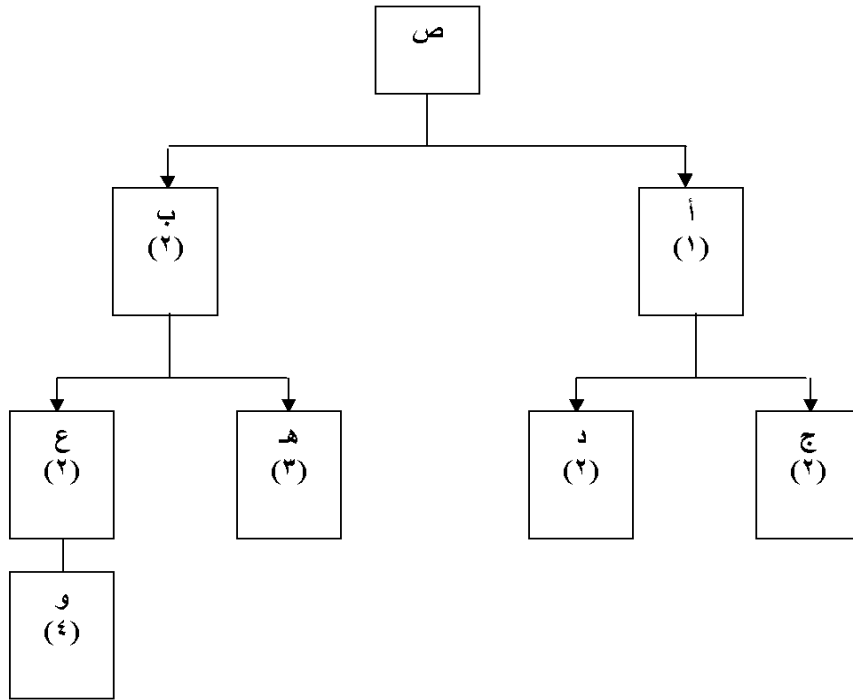 ص
أ
(١)
ب
(٢)
ج
(٢)
د
(٢)
هـ
(٣)
ع
(٢)
و
(٤)